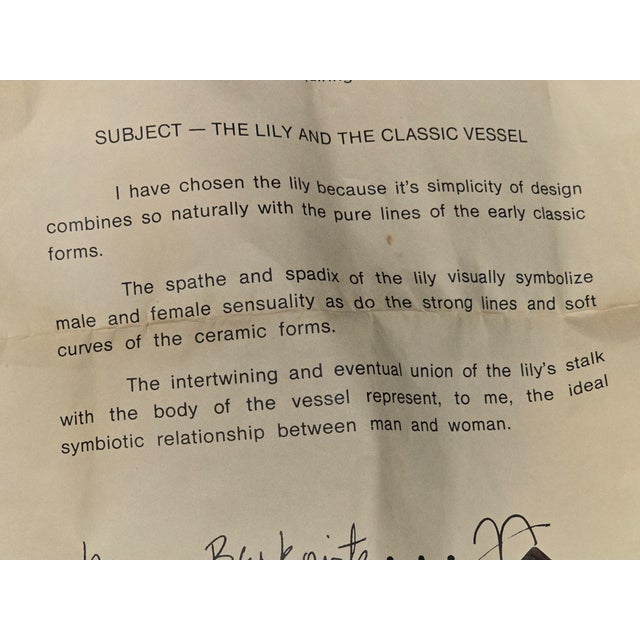 SUBJECT — THE LILY AND THE CLASSIC VESSEL
I have chosen the lily because it's simplicity of design
combines so naturally with the pure lines of the early classic
forms.
The spathe and spadix of the lily visually symbolize
male and female sensuality as do the strong lines and soft
curves of the ceramic forms.
The intertwining and eventual union of the lily's stalk
with the body of the vessel represent, to me, the ideal
symbiotic relationship between man and woman.